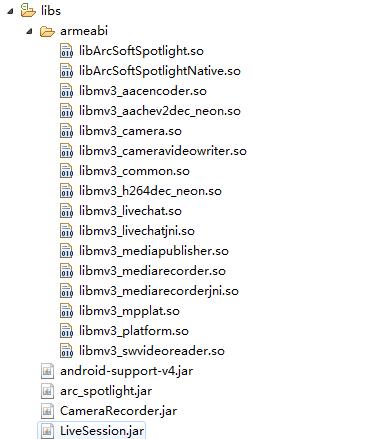 libs
armeabi
libArcSoftSpotlight.so
libArcSoftSpotlightNative.so
libmv3_aacencoder.so
libmv3_aachev2dec_neon.so
libmv3_camera.so
libmv3_cameravideowriter.so
libmv3_common.so
libmv3_h264dec_neon.so
libmv3_livechat.so
libmv3_livechatjni.so
libmv3_mediapublisher.so
libmv3_mediarecorder.so
libmv3_mediarecorderjni.so
libmv3_mpplat.so
libmv3_platform.so
libmv3_swvideoreader.so
android-support-v4.jar
arc_spotlight.jar
CameraRecorder.jar
LiveSession.jar